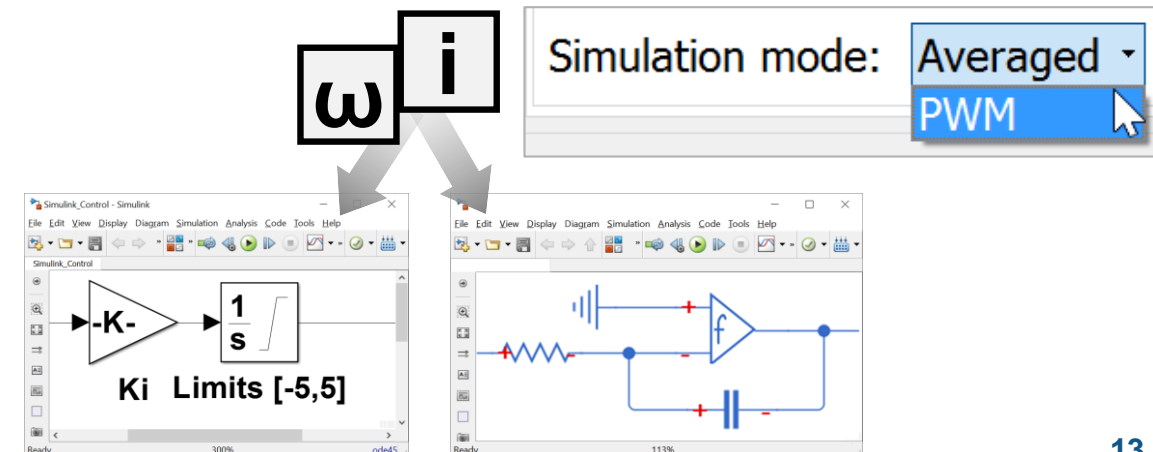 ω i
Simulation mode: Averaged
PWM
Simulink_Control - Simulink
File Edit View Display Diagram Simulation Analysis Code Tools Help
Simulink_Control
-K-
1
s
Ki Limits [-5,5]
Ready 300% ode45
File Edit View Display Diagram Simulation Analysis Code Tools Help
+
f
+ -
-
+ -
Ready 113%
13